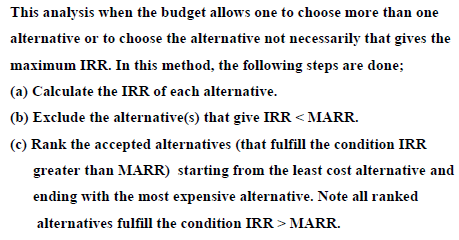 This analysis when the budget allows one to choose more than one
alternative or to choose the alternative not necessarily that gives the
maximum IRR. In this method, the following steps are done;
(a) Calculate the IRR of each alternative.
(b) Exclude the alternative(s) that give IRR < MARR.
(c) Rank the accepted alternatives (that fulfill the condition IRR
greater than MARR) starting from the least cost alternative and
ending with the most expensive alternative. Note all ranked
alternatives fulfill the condition IRR > MARR.